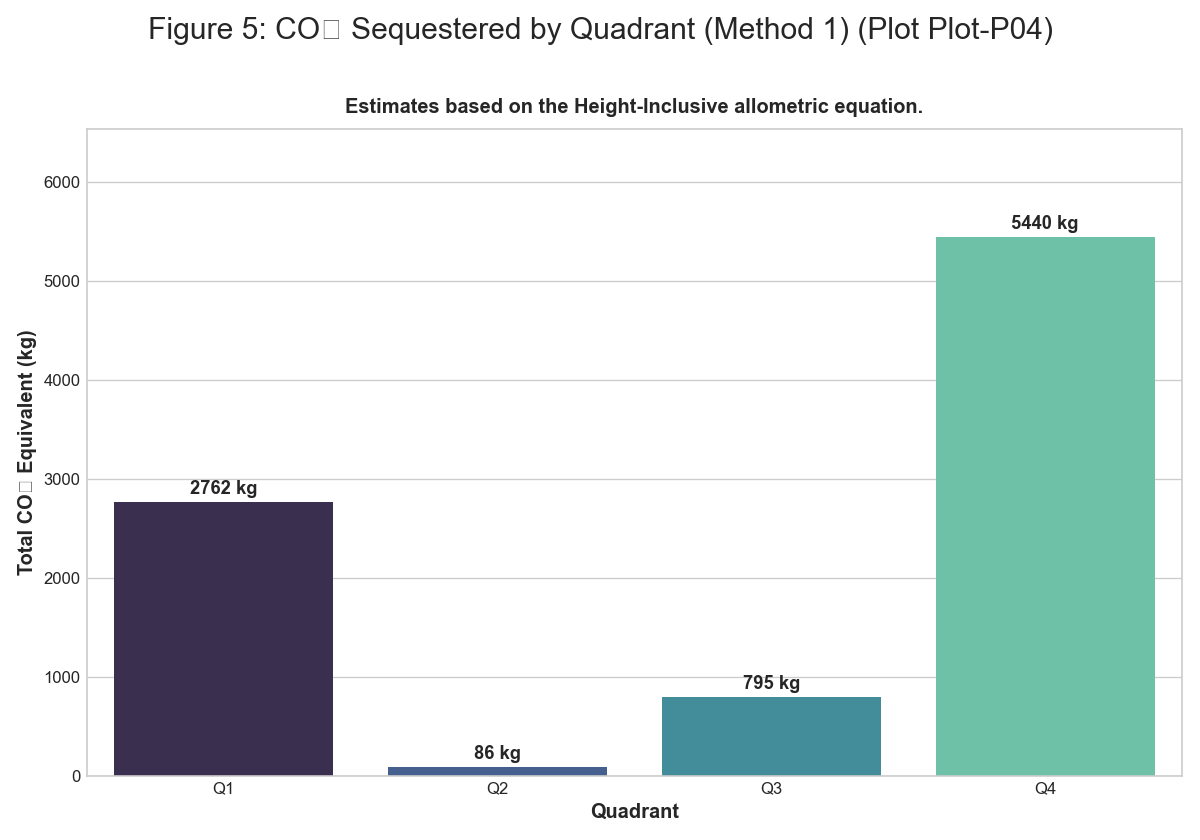 Figure 5: CO□ Sequestered by Quadrant (Method 1) (Plot Plot-P04)
Estimates based on the Height-Inclusive allometric equation.
Total CO□ Equivalent (kg)
6000
5000
4000
3000
2000
1000
0
2762 kg
86 kg
795 kg
5440 kg
Q1
Q2
Q3
Q4
Quadrant